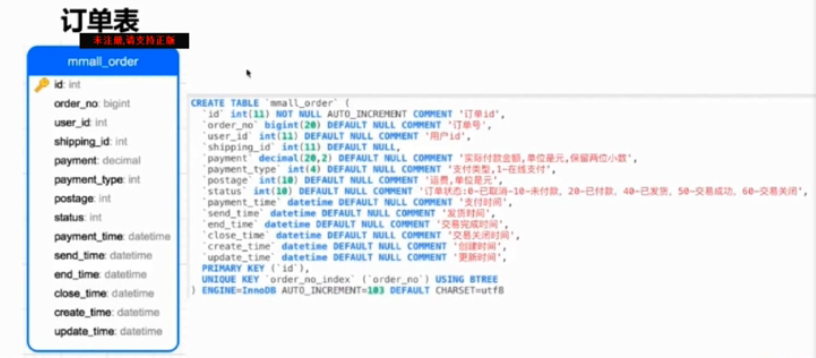 订单表
未注册,请支持正版
mmall_order
id: int
order_no: bigint
user_id: int
shipping_id: int
payment: decimal
payment_type: int
postage: int
status: int
payment_time: datetime
send_time: datetime
end_time: datetime
close_time: datetime
create_time: datetime
update_time: datetime
CREATE TABLE `mmall_order` (
`id` int(11) NOT NULL AUTO_INCREMENT COMMENT '订单id',
`order_no` bigint(20) DEFAULT NULL COMMENT '订单号',
`user_id` int(11) DEFAULT NULL COMMENT '用户id',
`shipping_id` int(11) DEFAULT NULL,
`payment` decimal(20,2) DEFAULT NULL COMMENT '实际付款金额,单位是元,保留两位小数',
`payment_type` int(4) DEFAULT NULL COMMENT '支付类型,1-在线支付',
`postage` int(10) DEFAULT NULL COMMENT '运费,单位是元',
`status` int(10) DEFAULT NULL COMMENT '订单状态:0-已取消-10-未付款, 20-已付款, 40-已发货, 50-交易成功, 60-交易关闭',
`payment_time` datetime DEFAULT NULL COMMENT '支付时间',
`send_time` datetime DEFAULT NULL COMMENT '发货时间',
`end_time` datetime DEFAULT NULL COMMENT '交易完成时间',
`close_time` datetime DEFAULT NULL COMMENT '交易关闭时间',
`create_time` datetime DEFAULT NULL COMMENT '创建时间',
`update_time` datetime DEFAULT NULL COMMENT '更新时间',
PRIMARY KEY (`id`),
UNIQUE KEY `order_no_index` (`order_no`) USING BTREE
) ENGINE=InnoDB AUTO_INCREMENT=103 DEFAULT CHARSET=utf8